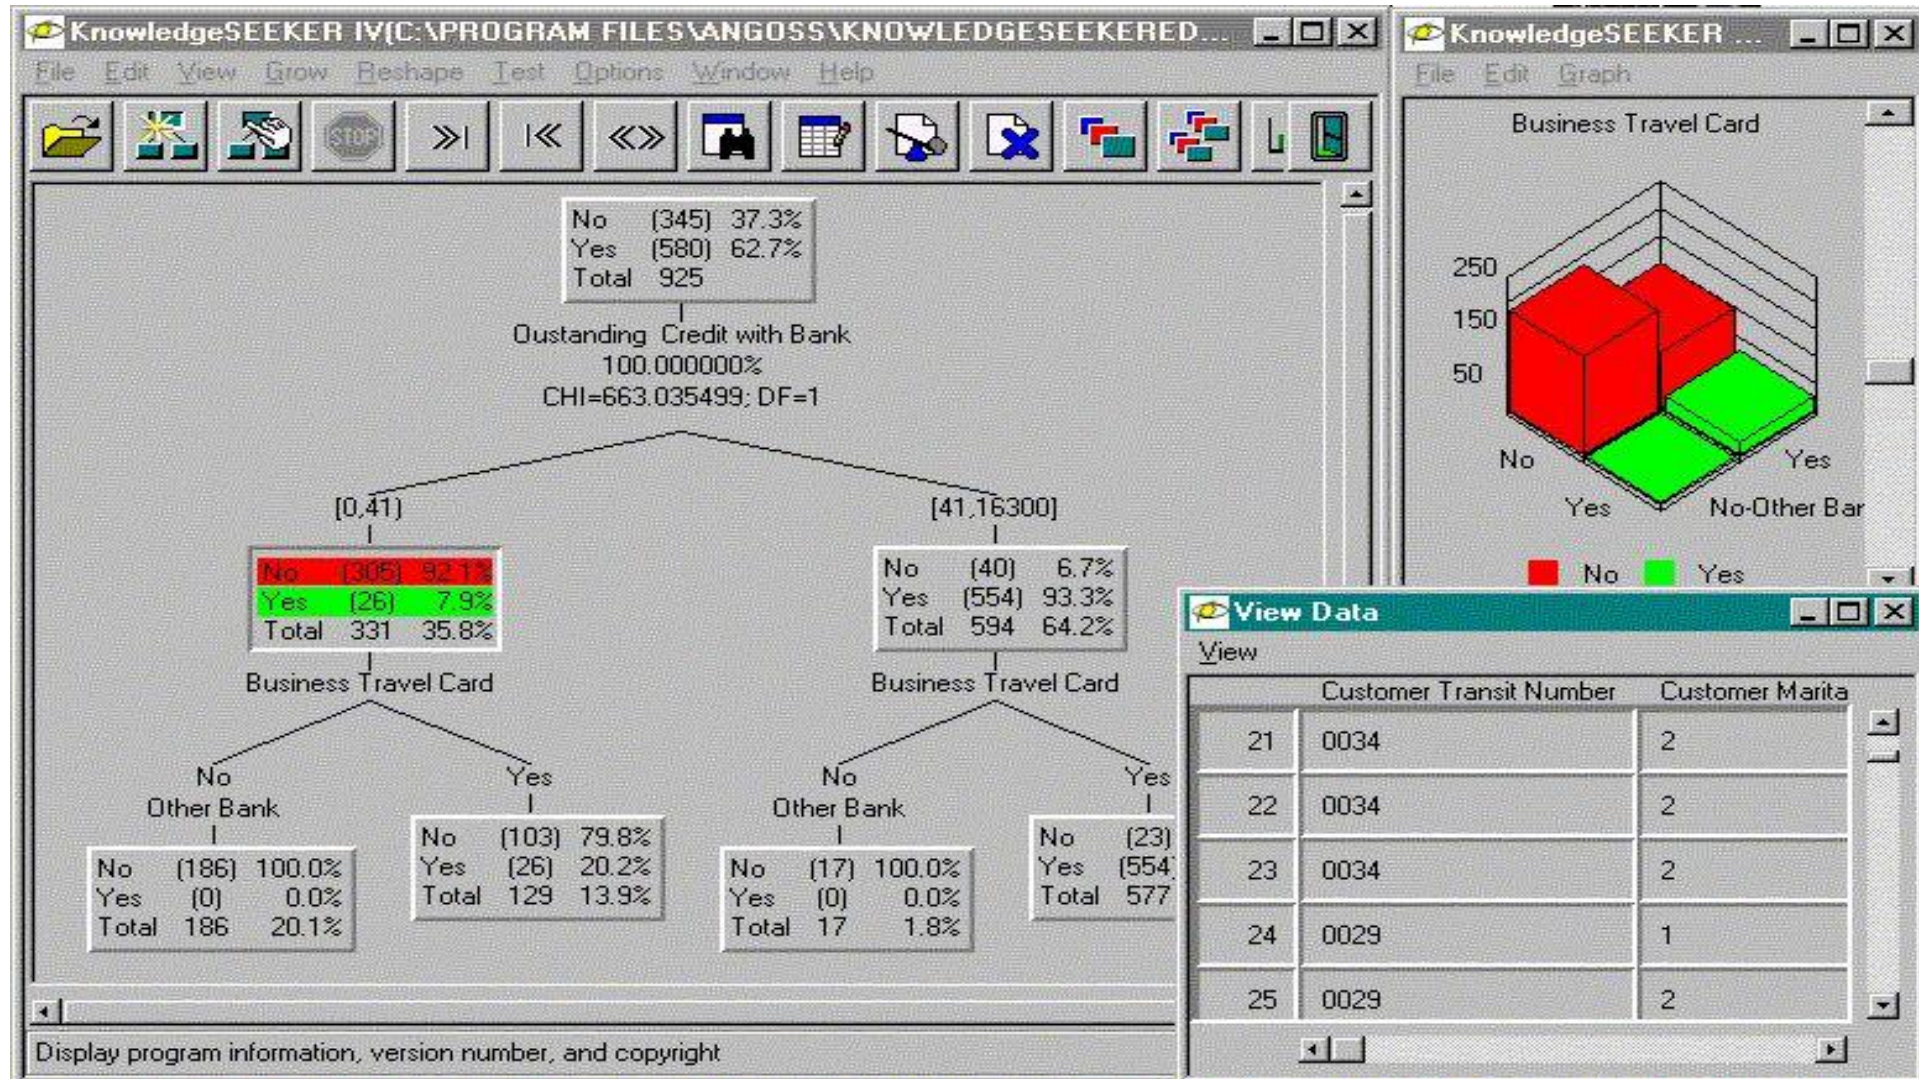 KnowledgeSEEKER IV(C:\PROGRAM FILES\ANGOSS\KNOWLEDGESEEKERED...
File Edit View Grow Reshape Test Options Window Help
STOP
No (345) 37.3%
Yes (580) 62.7%
Total 925
Oustanding Credit with Bank
100.000000%
CHI=663.035499; DF=1
[0,41)
[41,16300]
No (305) 92.1%
Yes (26) 7.9%
Total 331 35.8%
No (40) 6.7%
Yes (554) 93.3%
Total 594 64.2%
Business Travel Card
Business Travel Card
No
Other Bank
Yes
No
Other Bank
Yes
No (186) 100.0%
Yes (0) 0.0%
Total 186 20.1%
No (103) 79.8%
Yes (26) 20.2%
Total 129 13.9%
No (17) 100.0%
Yes (0) 0.0%
Total 17 1.8%
No (23)
Yes (554)
Total 577
Display program information, version number, and copyright
KnowledgeSEEKER ...
File Edit Graph
Business Travel Card
250
150
50
No Yes
Yes No-Other Bar
No Yes
View Data
View
Customer Transit Number Customer Marita
21 0034 2
22 0034 2
23 0034 2
24 0029 1
25 0029 2